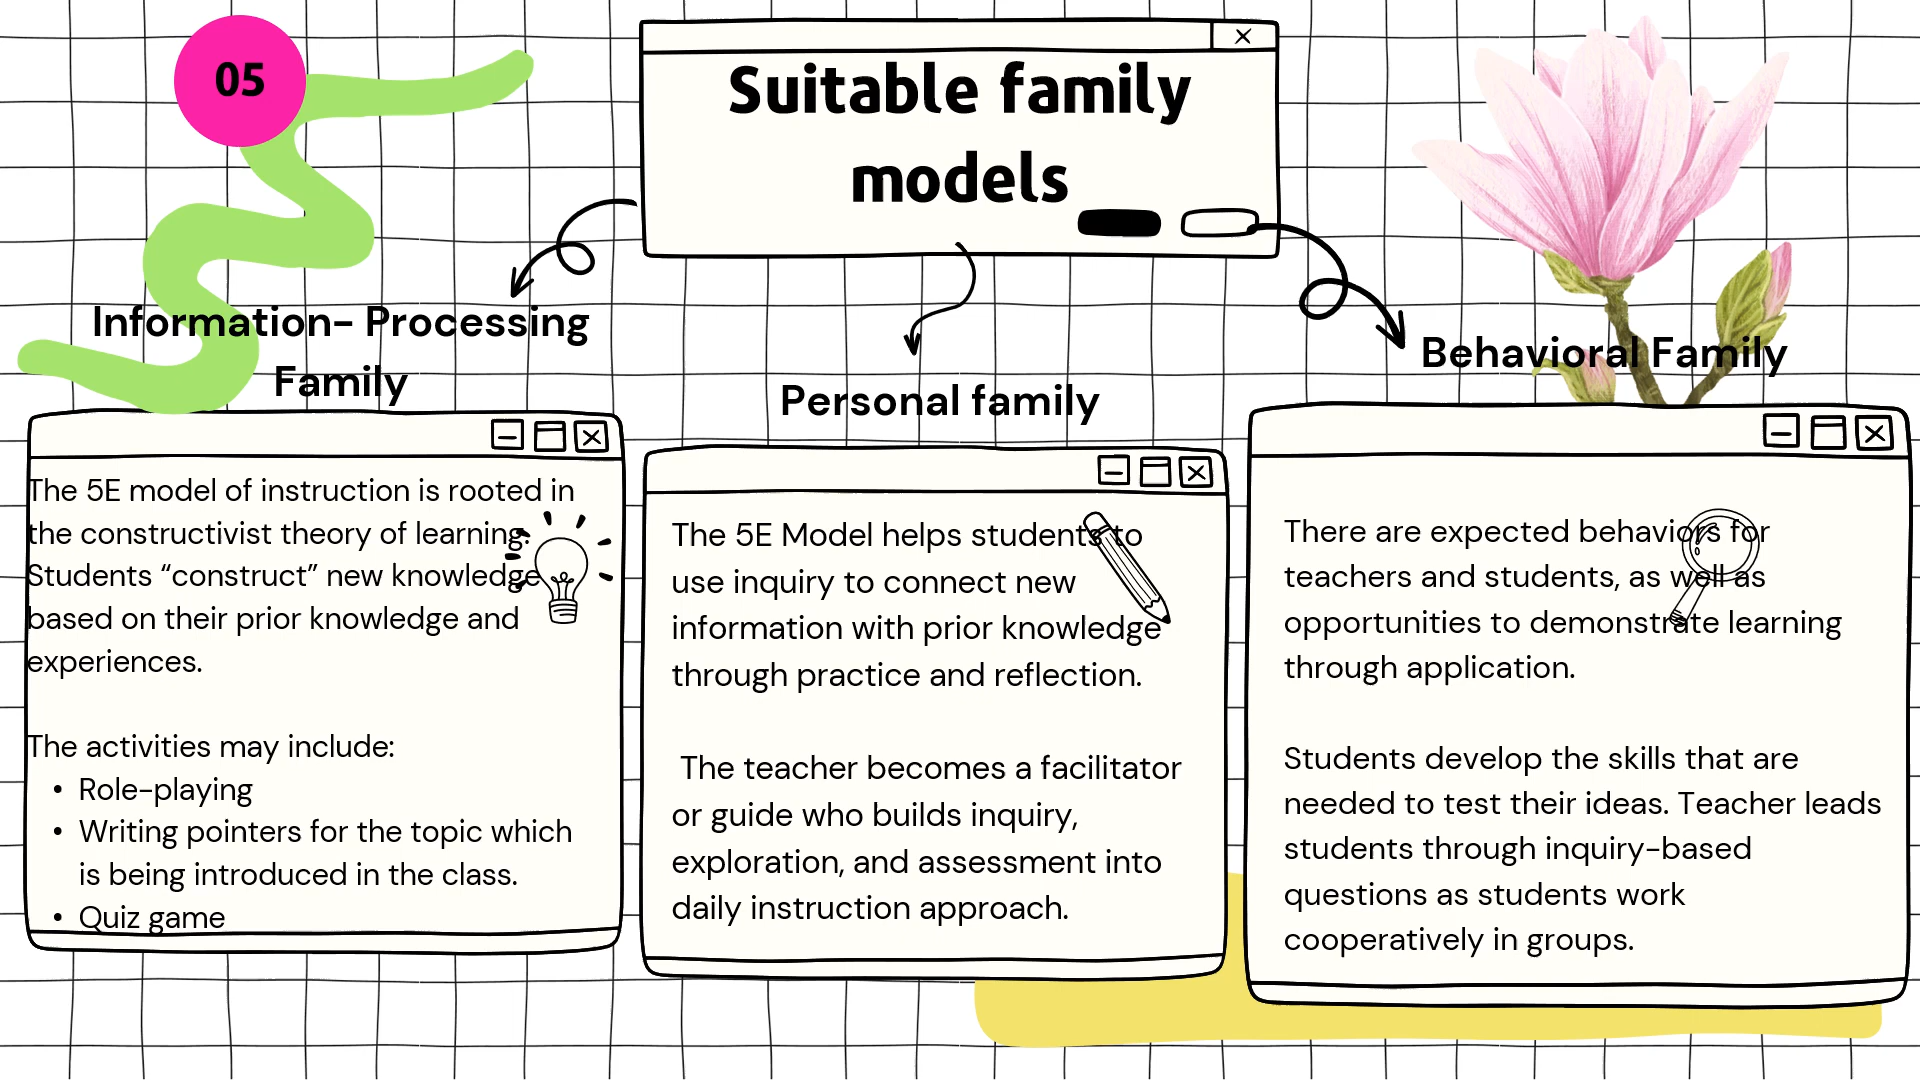 05
Suitable family
models
Information- Processing
Family
The 5E model of instruction is rooted in
the constructivist theory of learning.
Students “construct” new knowledge
based on their prior knowledge and
experiences.
The activities may include:
• Role-playing
• Writing pointers for the topic which
is being introduced in the class.
• Quiz game
Personal family
The 5E Model helps students to
use inquiry to connect new
information with prior knowledge
through practice and reflection.
The teacher becomes a facilitator
or guide who builds inquiry,
exploration, and assessment into
daily instruction approach.
Behavioral Family
There are expected behaviors for
teachers and students, as well as
opportunities to demonstrate learning
through application.
Students develop the skills that are
needed to test their ideas. Teacher leads
students through inquiry-based
questions as students work
cooperatively in groups.